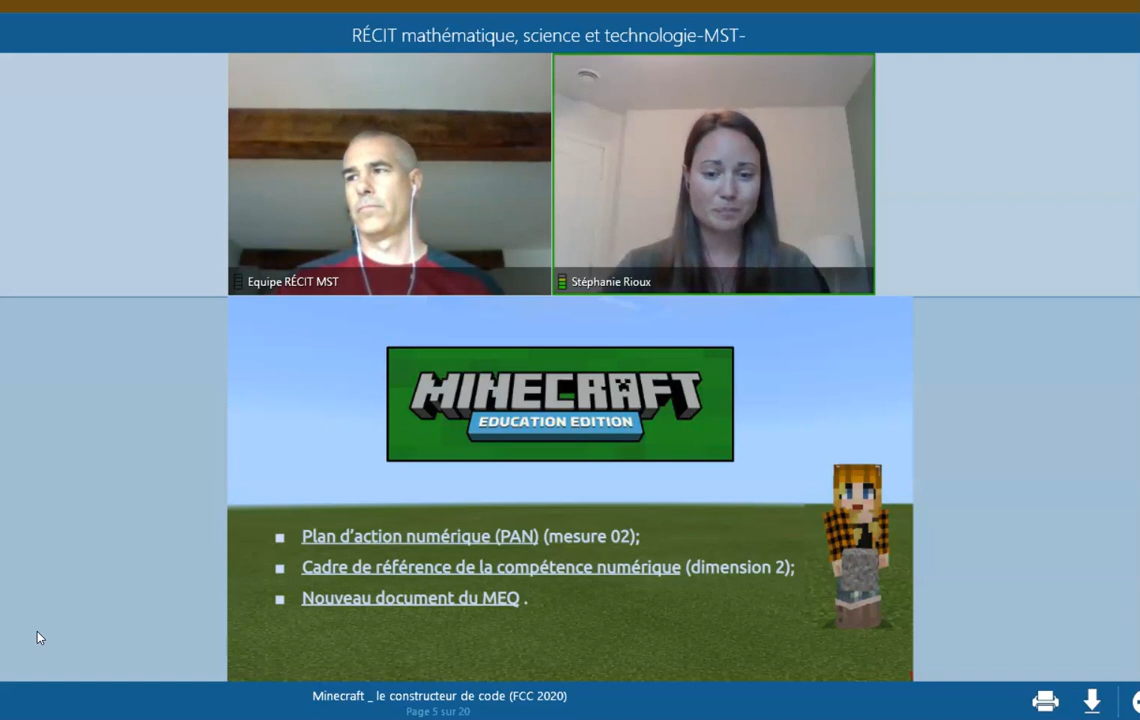 RÉCIT mathématique, science et technologie-MST-
Equipe RÉCIT MST
Stéphanie Rioux
MINECRAFT
EDUCATION EDITION
Plan d'action numérique (PAN) (mesure 02);
Cadre de référence de la compétence numérique (dimension 2);
Nouveau document du MEQ .
Minecraft _ le constructeur de code (FCC 2020)
Page 5 sur 20